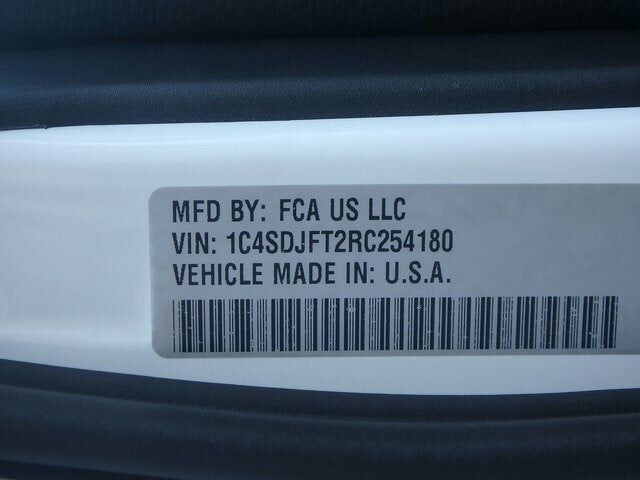 MFD BY: FCA US LLC
VIN: 1C4SDJFT2RC254180
VEHICLE MADE IN: U.S.A.